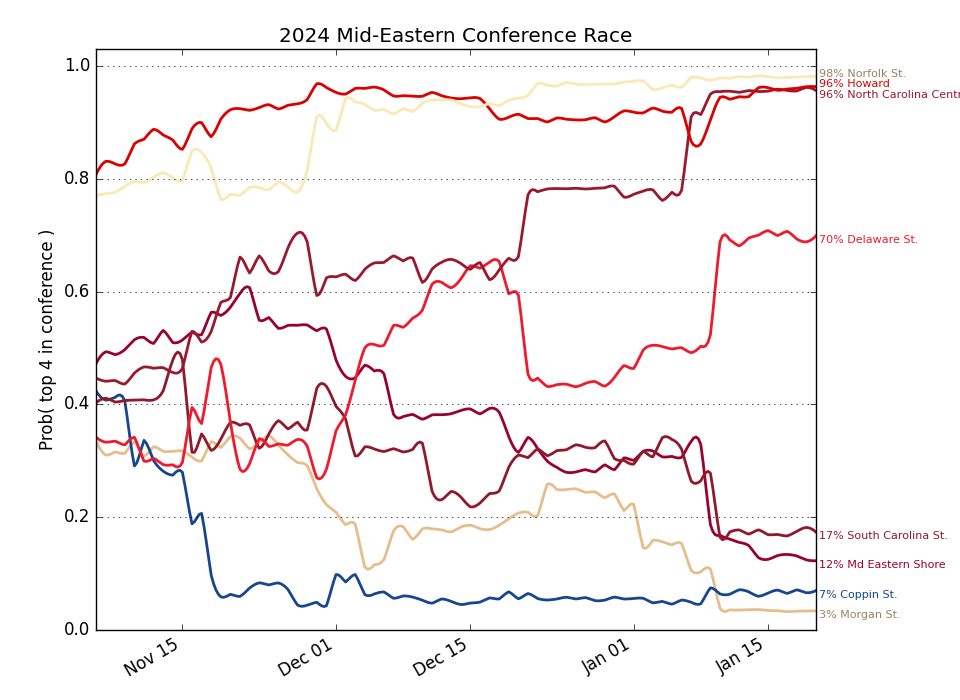 2024 Mid-Eastern Conference Race
Prob( top 4 in conference )
1.0
0.8
0.6
0.4
0.2
0.0
Nov 15
Dec 01
Dec 15
Jan 01
Jan 15
98% Norfolk St.
96% Howard
96% North Carolina Centr
70% Delaware St.
17% South Carolina St.
12% Md Eastern Shore
7% Coppin St.
3% Morgan St.